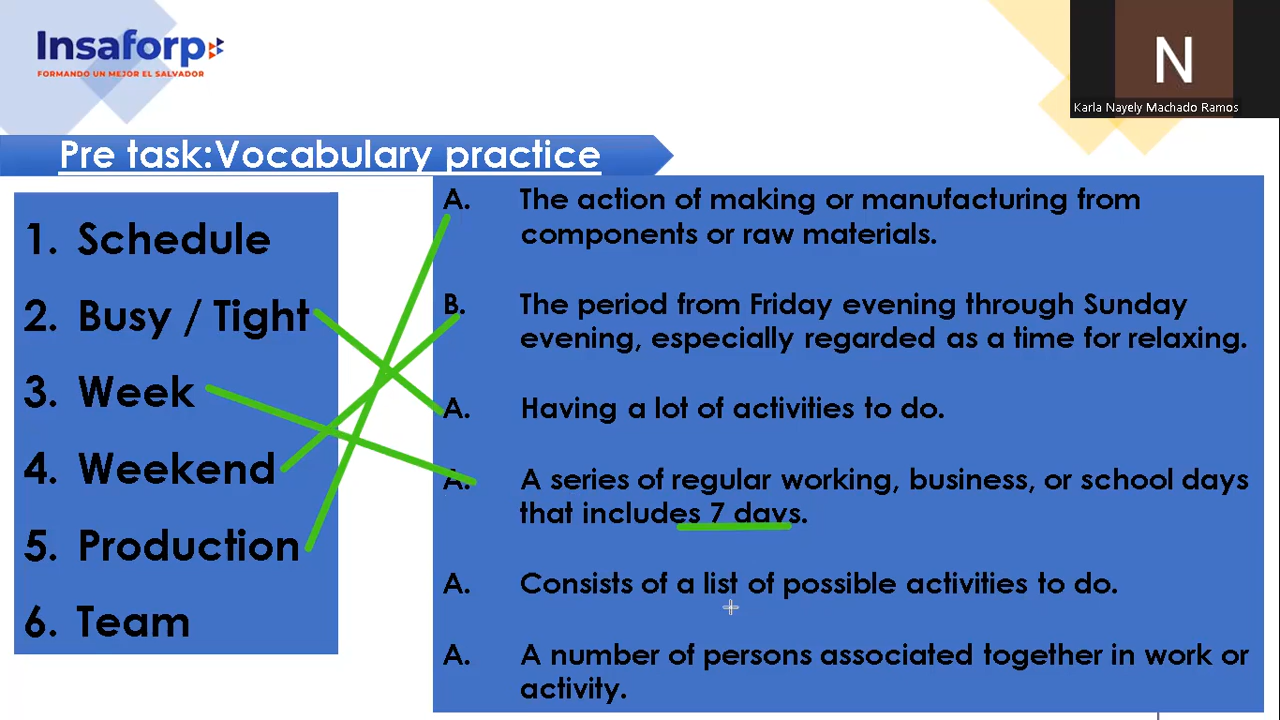 Insaforp
FORMANDO UN MEJOR EL SALVADOR
N
Karla Nayely Machado Ramos
Pre task:Vocabulary practice
1. Schedule
2. Busy / Tight
3. Week
4. Weekend
5. Production
6. Team
A. The action of making or manufacturing from
components or raw materials.
B. The period from Friday evening through Sunday
evening, especially regarded as a time for relaxing.
A. Having a lot of activities to do.
A. A series of regular working, business, or school days
that includes 7 days.
A. Consists of a list of possible activities to do.
A. A number of persons associated together in work or
activity.